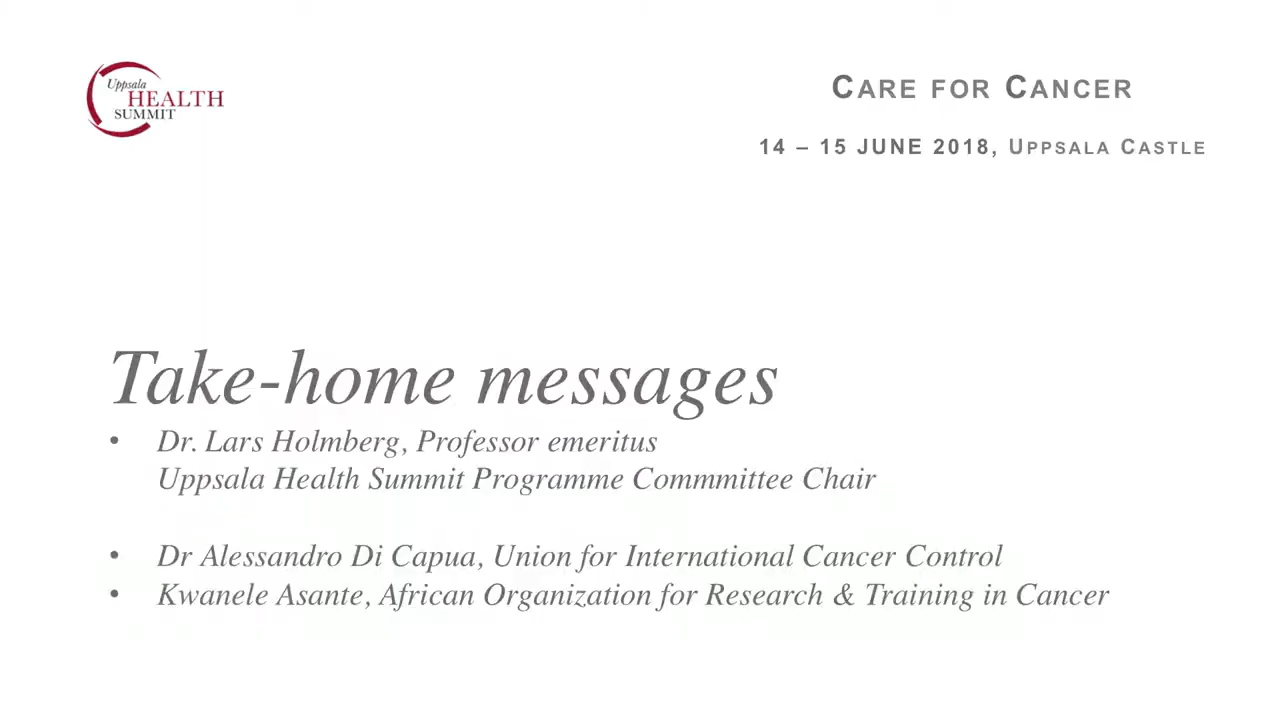 Uppsala
HEALTH
SUMMIT
CARE FOR CANCER
14 – 15 JUNE 2018, UPPSALA CASTLE
Take-home messages
• Dr. Lars Holmberg, Professor emeritus
Uppsala Health Summit Programme Commmittee Chair
• Dr Alessandro Di Capua, Union for International Cancer Control
• Kwanele Asante, African Organization for Research & Training in Cancer